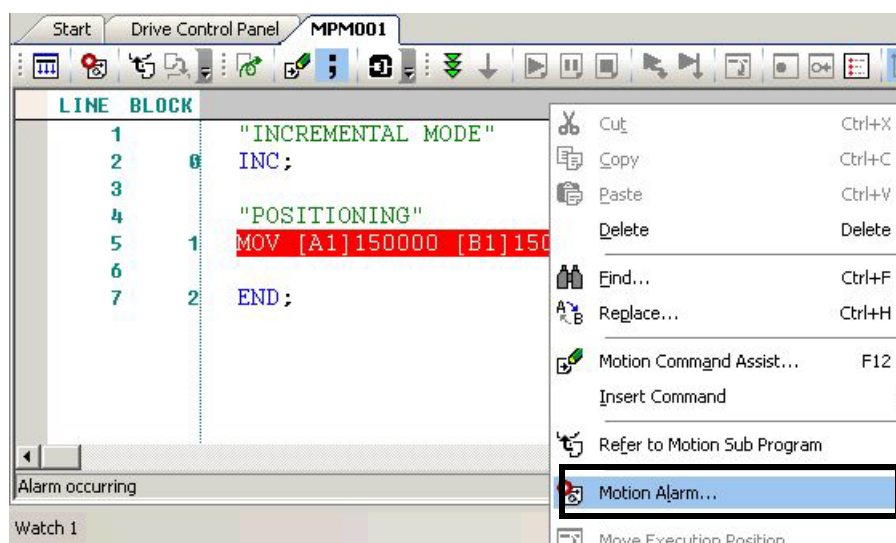 Start Drive Control Panel MPM001
LINE BLOCK
1 "INCREMENTAL MODE"
2 0 INC;
3
4 "POSITIONING"
5 1 MOV [A1]150000 [B1]150
6
7 2 END;
Alarm occurring
Watch 1
Cut Ctrl+X
Copy Ctrl+C
Paste Ctrl+V
Delete Delete
Find... Ctrl+F
Replace... Ctrl+H
Motion Command Assist... F12
Insert Command
Refer to Motion Sub Program
Motion Alarm...
Move Execution Position